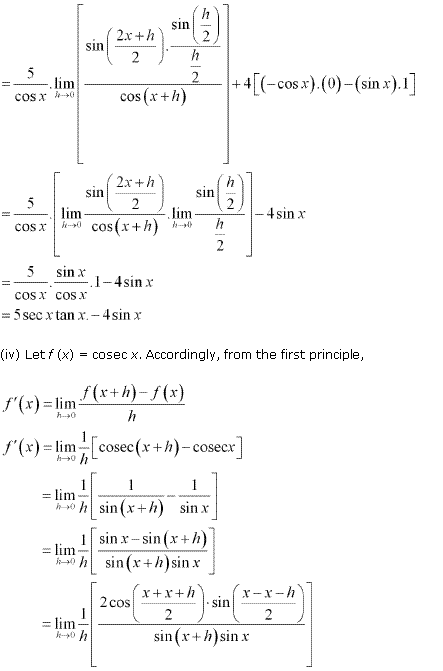 = \frac{5}{\cos x} . \lim_{h \to 0} \left[ \frac{\sin\left(\frac{2x+h}{2}\right) . \frac{\sin\left(\frac{h}{2}\right)}{\frac{h}{2}}}{\cos(x+h)} \right] + 4\left[(-\cos x).(0)-(\sin x).1\right]
= \frac{5}{\cos x} . \left[ \lim_{h \to 0} \frac{\sin\left(\frac{2x+h}{2}\right)}{\cos(x+h)} . \lim_{h \to 0} \frac{\sin\left(\frac{h}{2}\right)}{\frac{h}{2}} \right] - 4\sin x
= \frac{5}{\cos x} . \frac{\sin x}{\cos x} .1-4\sin x
= 5\sec x\tan x.-4\sin x
(iv) Let f (x) = cosec x. Accordingly, from the first principle,
f'(x) = \lim_{h \to 0} \frac{f(x+h)-f(x)}{h}
f'(x) = \lim_{h \to 0} \frac{1}{h}\left[\cosec(x+h)-\cosec x\right]
= \lim_{h \to 0} \frac{1}{h}\left[\frac{1}{\sin(x+h)} - \frac{1}{\sin x}\right]
= \lim_{h \to 0} \frac{1}{h}\left[\frac{\sin x-\sin(x+h)}{\sin(x+h)\sin x}\right]
= \lim_{h \to 0} \frac{1}{h}\left[\frac{2\cos\left(\frac{x+x+h}{2}\right)\cdot\sin\left(\frac{x-x-h}{2}\right)}{\sin(x+h)\sin x}\right]